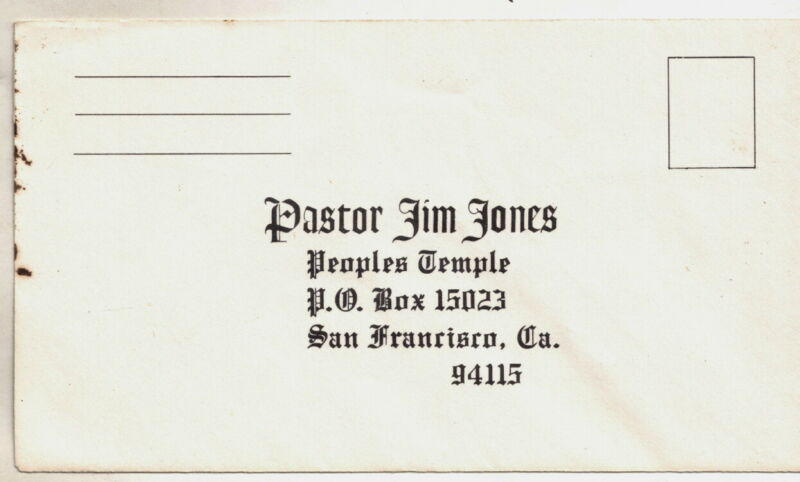 Pastor Jim Jones
Peoples Temple
P.O. Box 15023
San Francisco, Ca.
94115